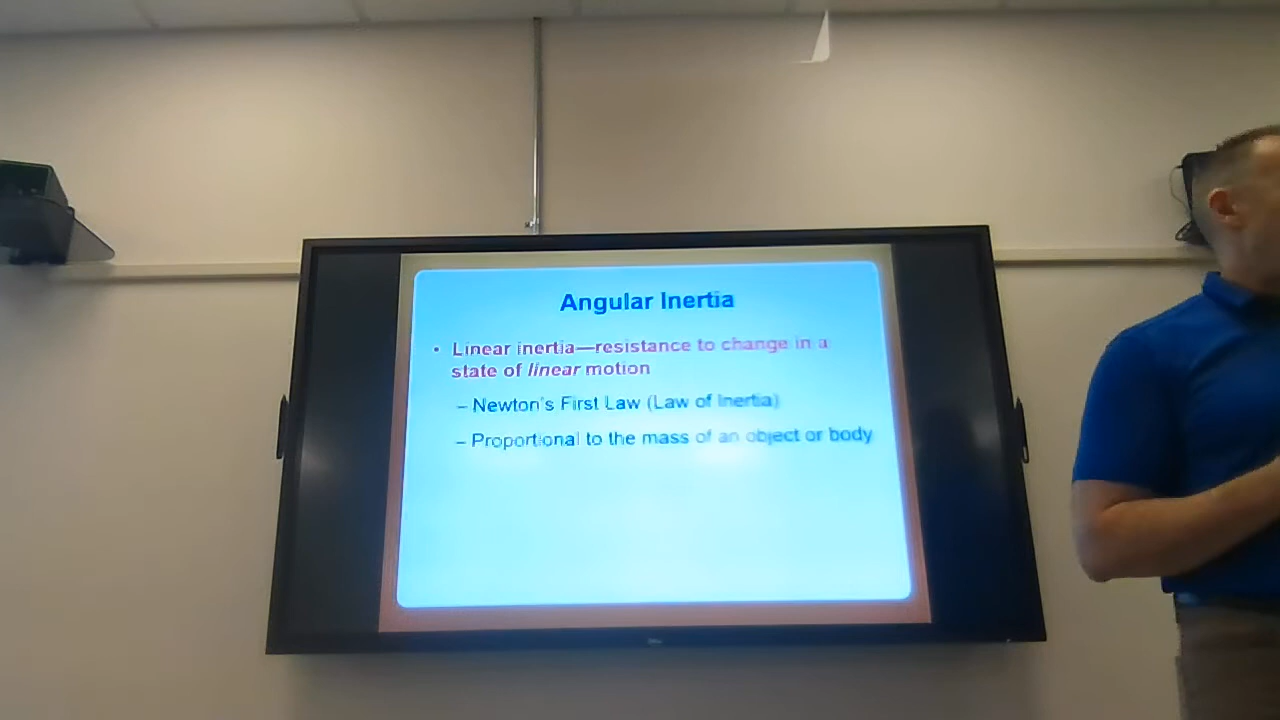 Angular Inertia
• Linear inertia—resistance to change in a
state of linear motion
– Newton's First Law (Law of Inertia)
– Proportional to the mass of an object or body